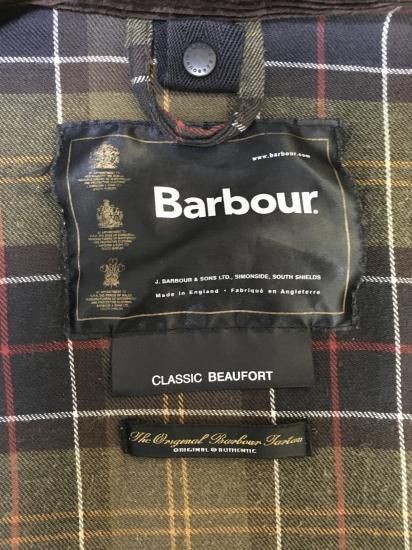 BARBOUR
www.barbour.com
Barbour®
J. BARBOUR & SONS LTD., SIMONSIDE, SOUTH SHIELDS
Made in England - Fabriqué en Angleterre
CLASSIC BEAUFORT
The Original Barbour Tartan
ORIGINAL & AUTHENTIC